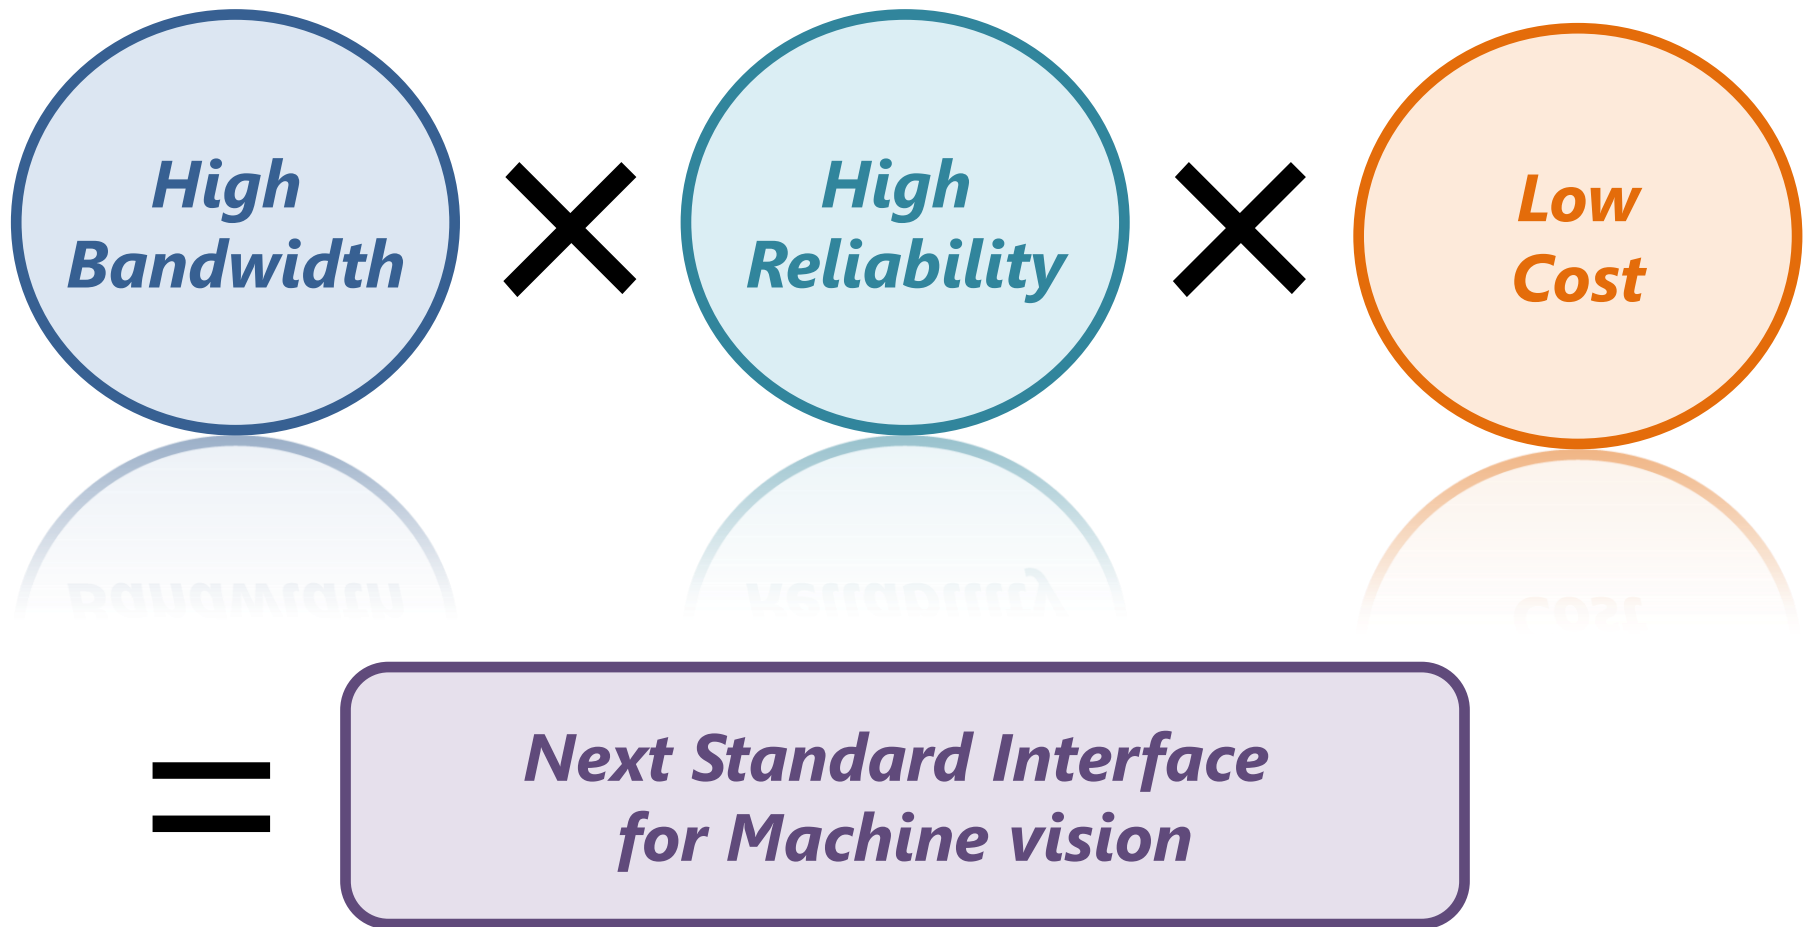 High
Bandwidth
×
High
Reliability
×
Low
Cost
=
Next Standard Interface
for Machine vision